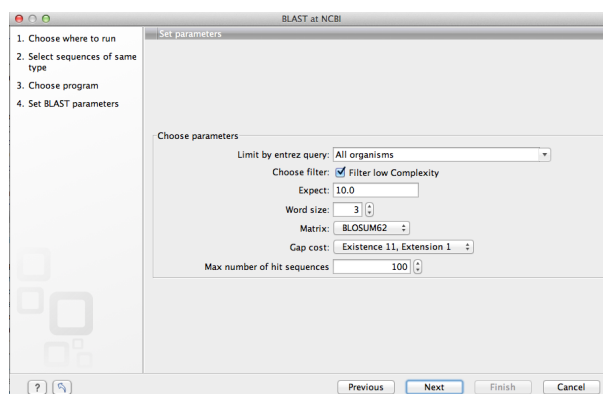 BLAST at NCBI
1. Choose where to run
2. Select sequences of same
type
3. Choose program
4. Set BLAST parameters
Set parameters
Choose parameters
Limit by entrez query: All organisms
Choose filter: Filter low Complexity
Expect: 10.0
Word size: 3
Matrix: BLOSUM62
Gap cost: Existence 11, Extension 1
Max number of hit sequences 100
? Previous Next Finish Cancel